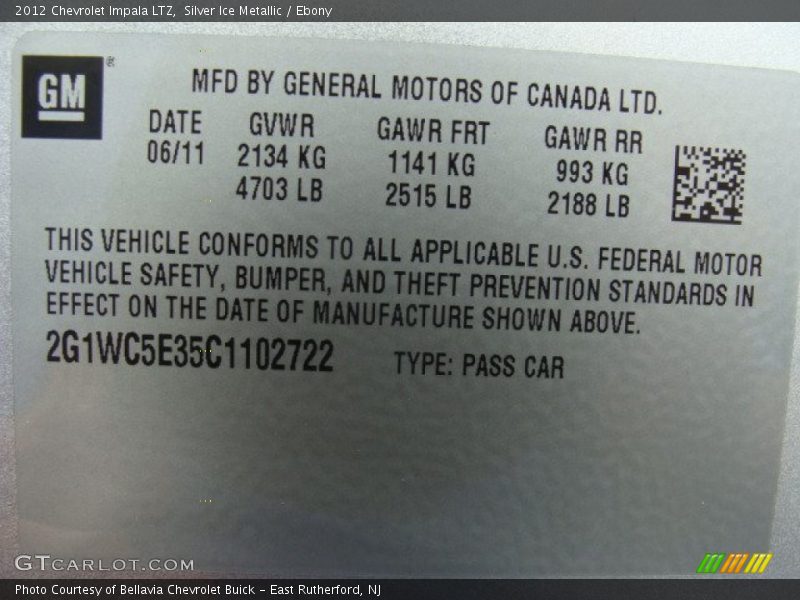 2012 Chevrolet Impala LTZ,  Silver Ice Metallic / Ebony
GM ®
MFD BY GENERAL MOTORS OF CANADA LTD.
DATE GVWR GAWR FRT GAWR RR
06/11 2134 KG 1141 KG 993 KG
4703 LB 2515 LB 2188 LB
THIS VEHICLE CONFORMS TO ALL APPLICABLE U.S. FEDERAL MOTOR
VEHICLE SAFETY, BUMPER, AND THEFT PREVENTION STANDARDS IN
EFFECT ON THE DATE OF MANUFACTURE SHOWN ABOVE.
2G1WC5E35C1102722 TYPE: PASS CAR
GTCARLOT.COM
Photo Courtesy of Bellavia Chevrolet Buick – East Rutherford, NJ